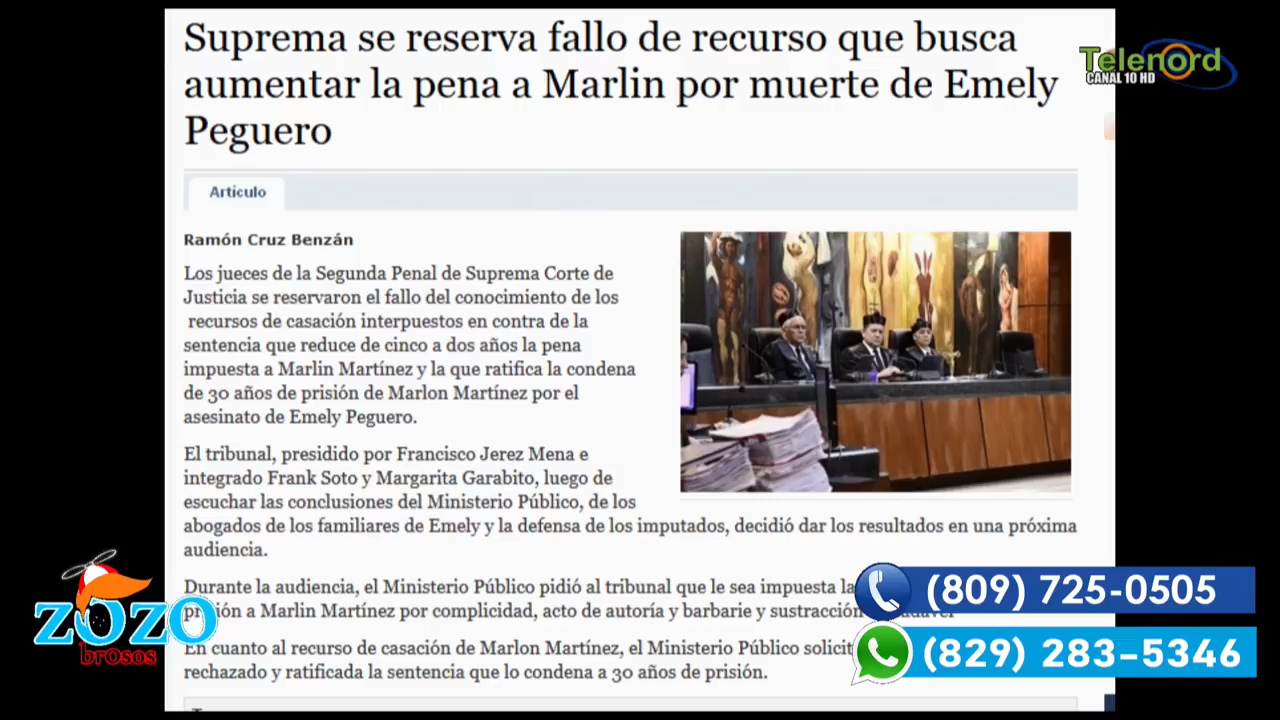 Suprema se reserva fallo de recurso que busca
aumentar la pena a Marlin por muerte de Emely
Peguero
Telenord
CANAL 10 HD
Artículo
Ramón Cruz Benzán
Los jueces de la Segunda Penal de Suprema Corte de
Justicia se reservaron el fallo del conocimiento de los
recursos de casación interpuestos en contra de la
sentencia que reduce de cinco a dos años la pena
impuesta a Marlin Martínez y la que ratifica la condena
de 30 años de prisión de Marlon Martínez por el
asesinato de Emely Peguero.
El tribunal, presidido por Francisco Jerez Mena e
integrado Frank Soto y Margarita Garabito, luego de
escuchar las conclusiones del Ministerio Público, de los
abogados de los familiares de Emely y la defensa de los imputados, decidió dar los resultados en una próxima
audiencia.
Durante la audiencia, el Ministerio Público pidió al tribunal que le sea impuesta la
prisión a Marlin Martínez por complicidad, acto de autoría y barbarie y sustracción
En cuanto al recurso de casación de Marlon Martínez, el Ministerio Público solicit
rechazado y ratificada la sentencia que lo condena a 30 años de prisión.
ZOZO
brOsos
(809) 725-0505
(829) 283-5346